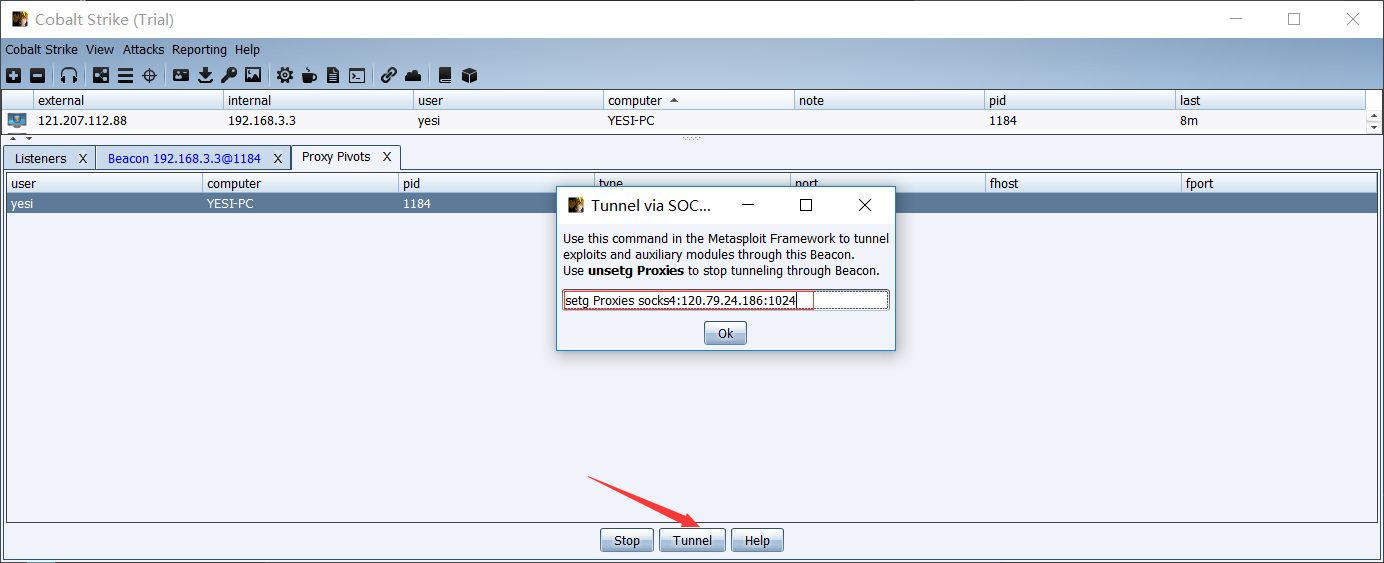 Cobalt Strike (Trial)
Cobalt Strike View Attacks Reporting Help
external internal user computer note pid last
121.207.112.88 192.168.3.3 yesi YESI-PC 1184 8m
Listeners X Beacon 192.168.3.3@1184 X Proxy Pivots X
user computer pid type port fhost fport
yesi YESI-PC 1184
Tunnel via SOC...
Use this command in the Metasploit Framework to tunnel
exploits and auxiliary modules through this Beacon.
Use unsetg Proxies to stop tunneling through Beacon.
setg Proxies socks4:120.79.24.186:1024
Ok
Stop Tunnel Help